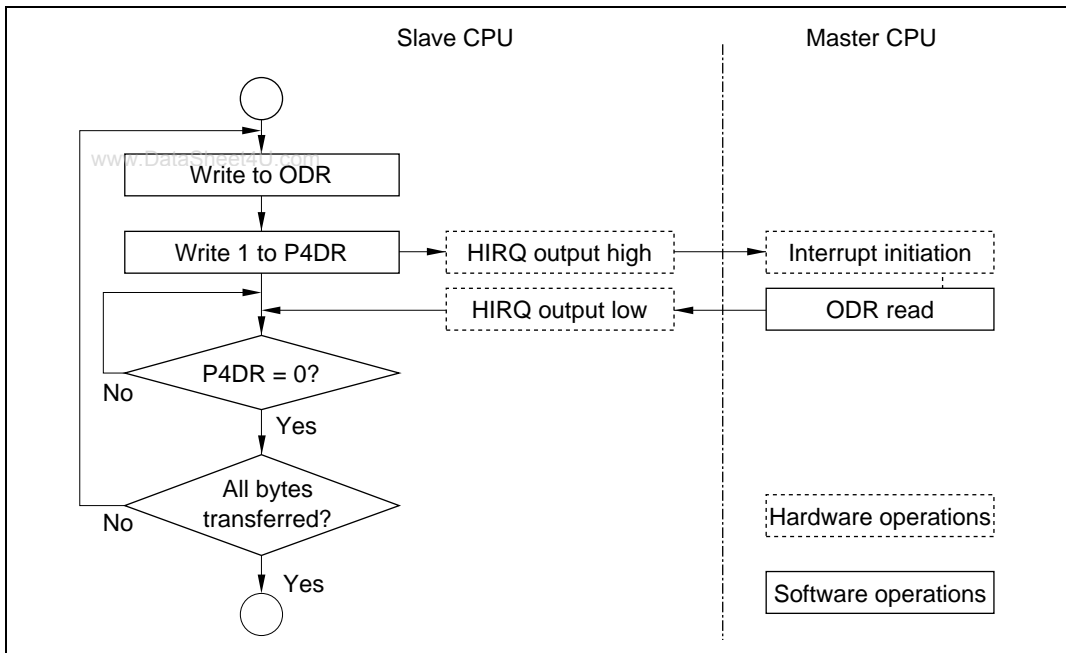 Slave CPU
Master CPU
www.DataSheet4U.com
Write to ODR
Write 1 to P4DR
HIRQ output high
Interrupt initiation
HIRQ output low
ODR read
P4DR = 0?
No
Yes
All bytes
transferred?
No
Yes
Hardware operations
Software operations